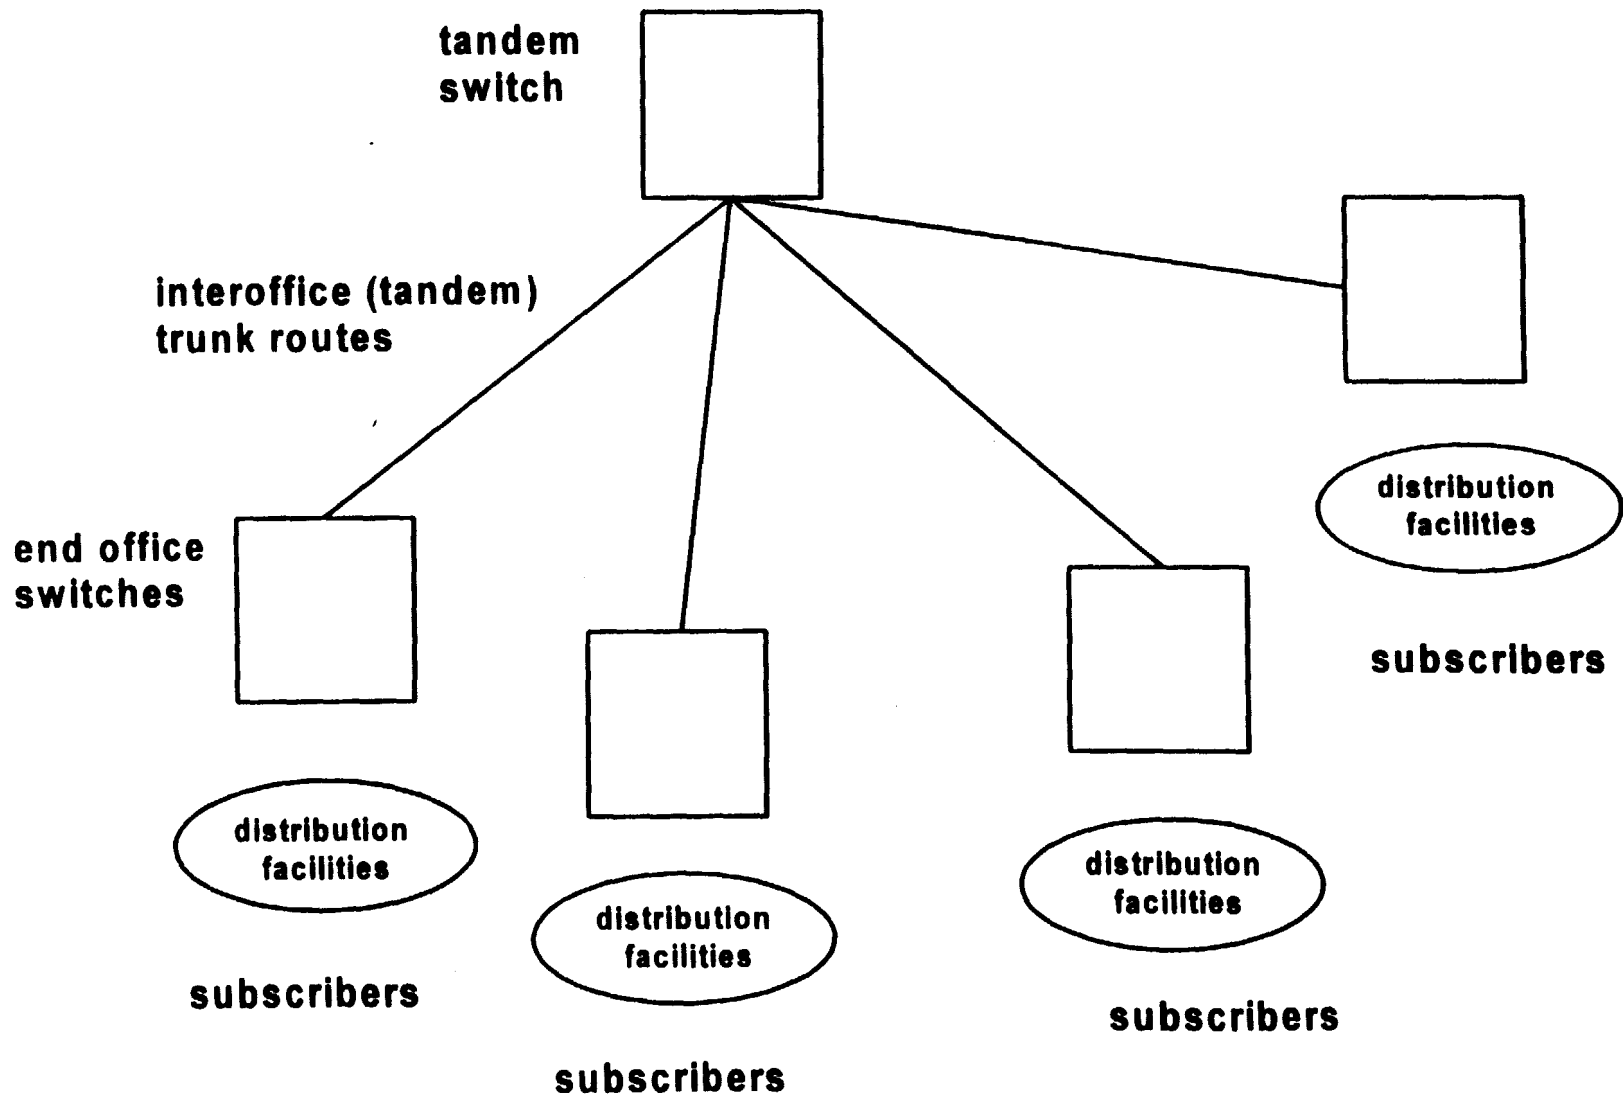 tandem
switch
interoffice (tandem)
trunk routes
end office
switches
distribution
facilities
subscribers
distribution
facilities
subscribers
distribution
facilities
subscribers
distribution
facilities
subscribers